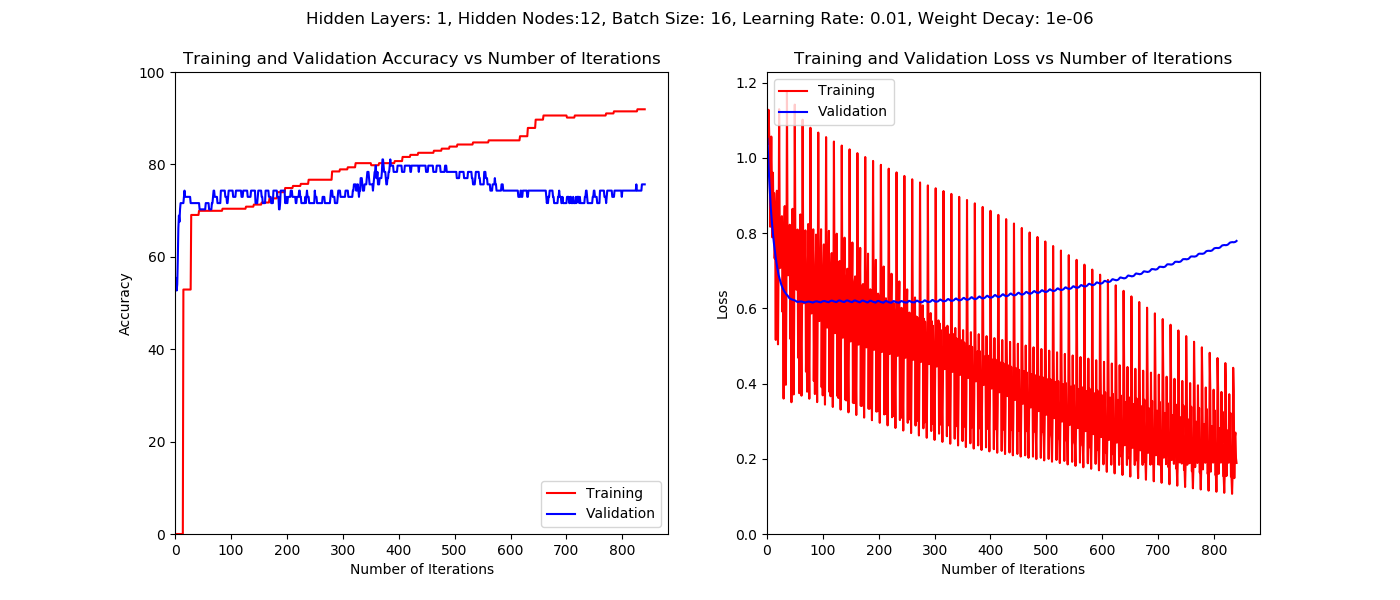 Hidden Layers: 1, Hidden Nodes:12, Batch Size: 16, Learning Rate: 0.01, Weight Decay: 1e-06
Training and Validation Accuracy vs Number of Iterations
100
80
60
40
20
0
Accuracy
0 100 200 300 400 500 600 700 800
Number of Iterations
Training
Validation
Training and Validation Loss vs Number of Iterations
1.2
1.0
0.8
0.6
0.4
0.2
0.0
Loss
0 100 200 300 400 500 600 700 800
Number of Iterations
Training
Validation